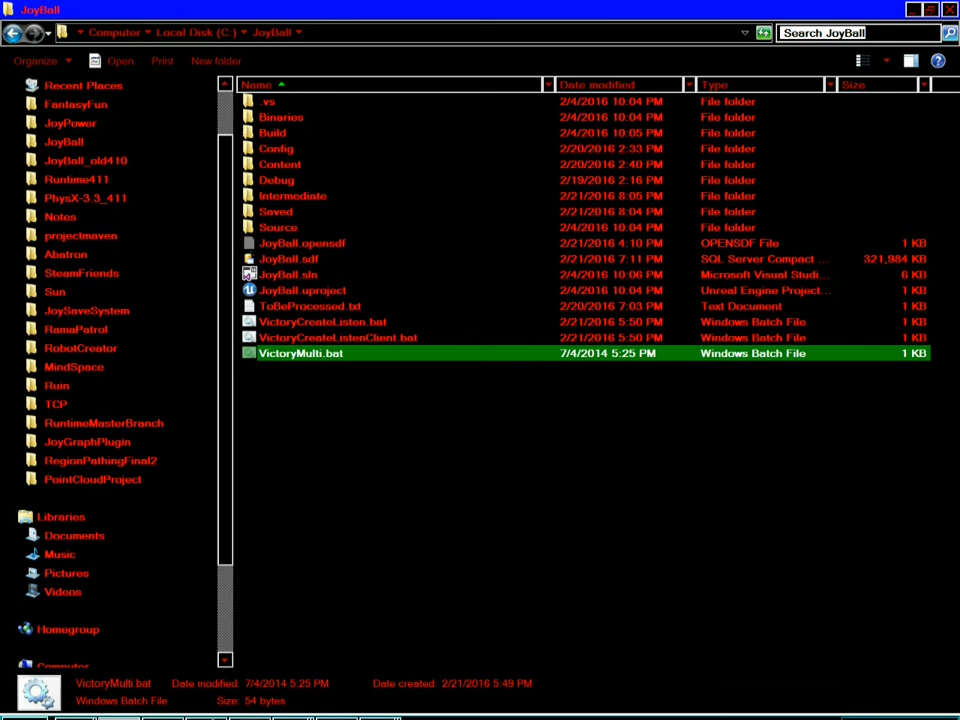 JoyBall
Computer Local Disk (C:) JoyBall
Search JoyBall
Organize Open Print New folder
Recent Places
FantasyFun
JoyPower
JoyBall
JoyBall_old410
Runtime411
PhysX-3.3_411
Notes
projectmaven
Abatron
SteamFriends
Sun
JoySaveSystem
RamaPatrol
RobotCreator
MindSpace
Ruin
TCP
RuntimeMasterBranch
JoyGraphPlugin
RegionPathingFinal2
PointCloudProject
Libraries
Documents
Music
Pictures
Videos
Homegroup
Computer
Name Date modified Type Size
.vs 2/4/2016 10:04 PM File folder
Binaries 2/4/2016 10:04 PM File folder
Build 2/4/2016 10:05 PM File folder
Config 2/20/2016 2:33 PM File folder
Content 2/20/2016 2:40 PM File folder
Debug 2/19/2016 2:16 PM File folder
Intermediate 2/21/2016 8:05 PM File folder
Saved 2/21/2016 8:04 PM File folder
Source 2/4/2016 10:04 PM File folder
JoyBall.opensdf 2/21/2016 4:10 PM OPENSDF File 1 KB
JoyBall.sdf 2/21/2016 7:11 PM SQL Server Compact ... 321,984 KB
JoyBall.sln 2/4/2016 10:06 PM Microsoft Visual Studi... 6 KB
JoyBall.uproject 2/4/2016 10:04 PM Unreal Engine Project... 1 KB
ToBeProcessed.txt 2/20/2016 7:03 PM Text Document 1 KB
VictoryCreateListen.bat 2/21/2016 5:50 PM Windows Batch File 1 KB
VictoryCreateListenClient.bat 2/21/2016 5:50 PM Windows Batch File 1 KB
VictoryMulti.bat 7/4/2014 5:25 PM Windows Batch File 1 KB
VictoryMulti.bat Date modified: 7/4/2014 5:25 PM Date created: 2/21/2016 5:49 PM
Windows Batch File Size: 54 bytes